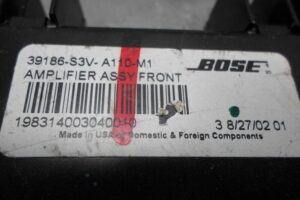 39186-S3V- A110-M1
AMPLIFIER ASSY FRONT
BOSE
198314003040010
3 8/27/02 01
Made in USA of Domestic & Foreign Components